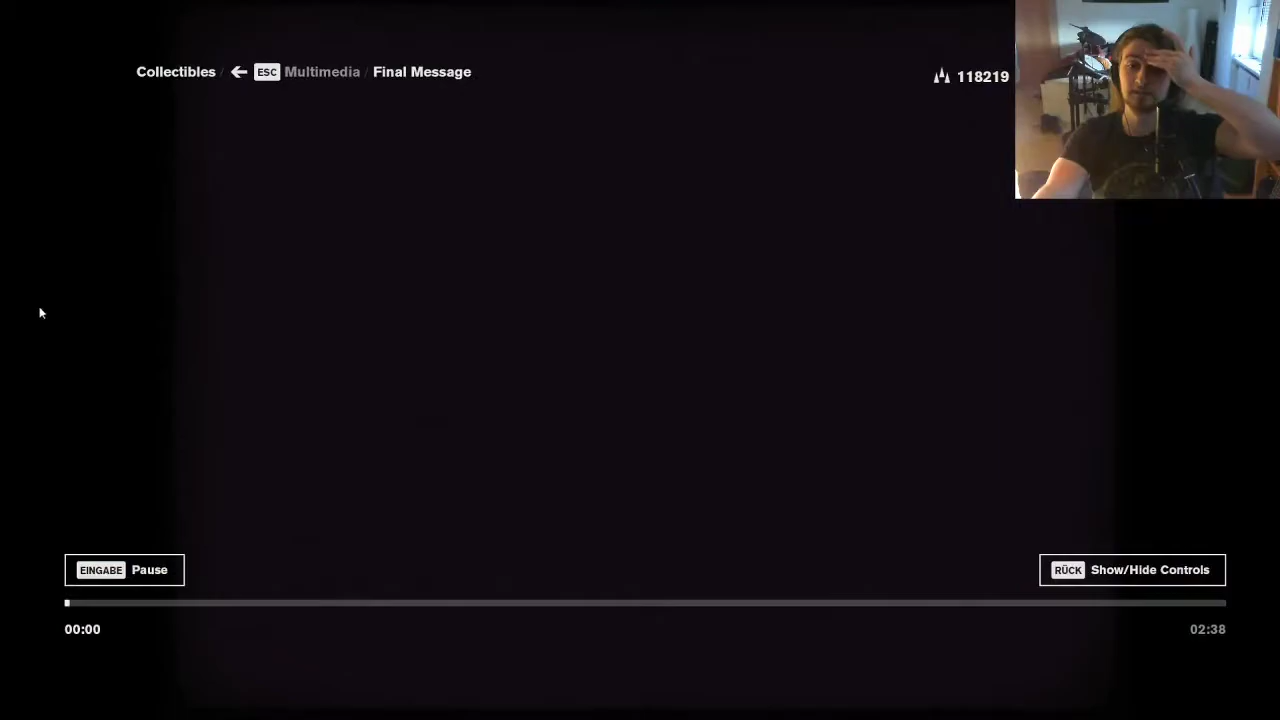 Collectibles / ESC Multimedia / Final Message
118219
EINGABE Pause
RÜCK Show/Hide Controls
00:00
02:38